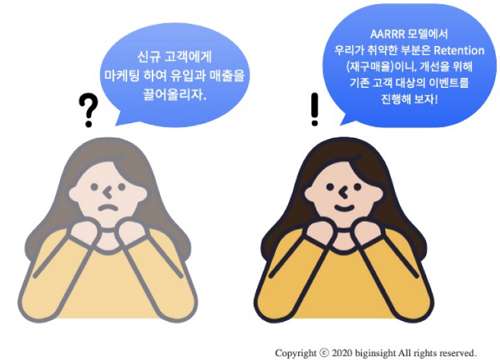 신규 고객에게
마케팅 하여 유입과 매출을
끌어올리자.
?
AARRR 모델에서
우리가 취약한 부분은 Retention
(재구매율)이니, 개선을 위해
기존 고객 대상의 이벤트를
진행해 보자!
!
Copyright ⓒ 2020 biginsight All rights reserved.